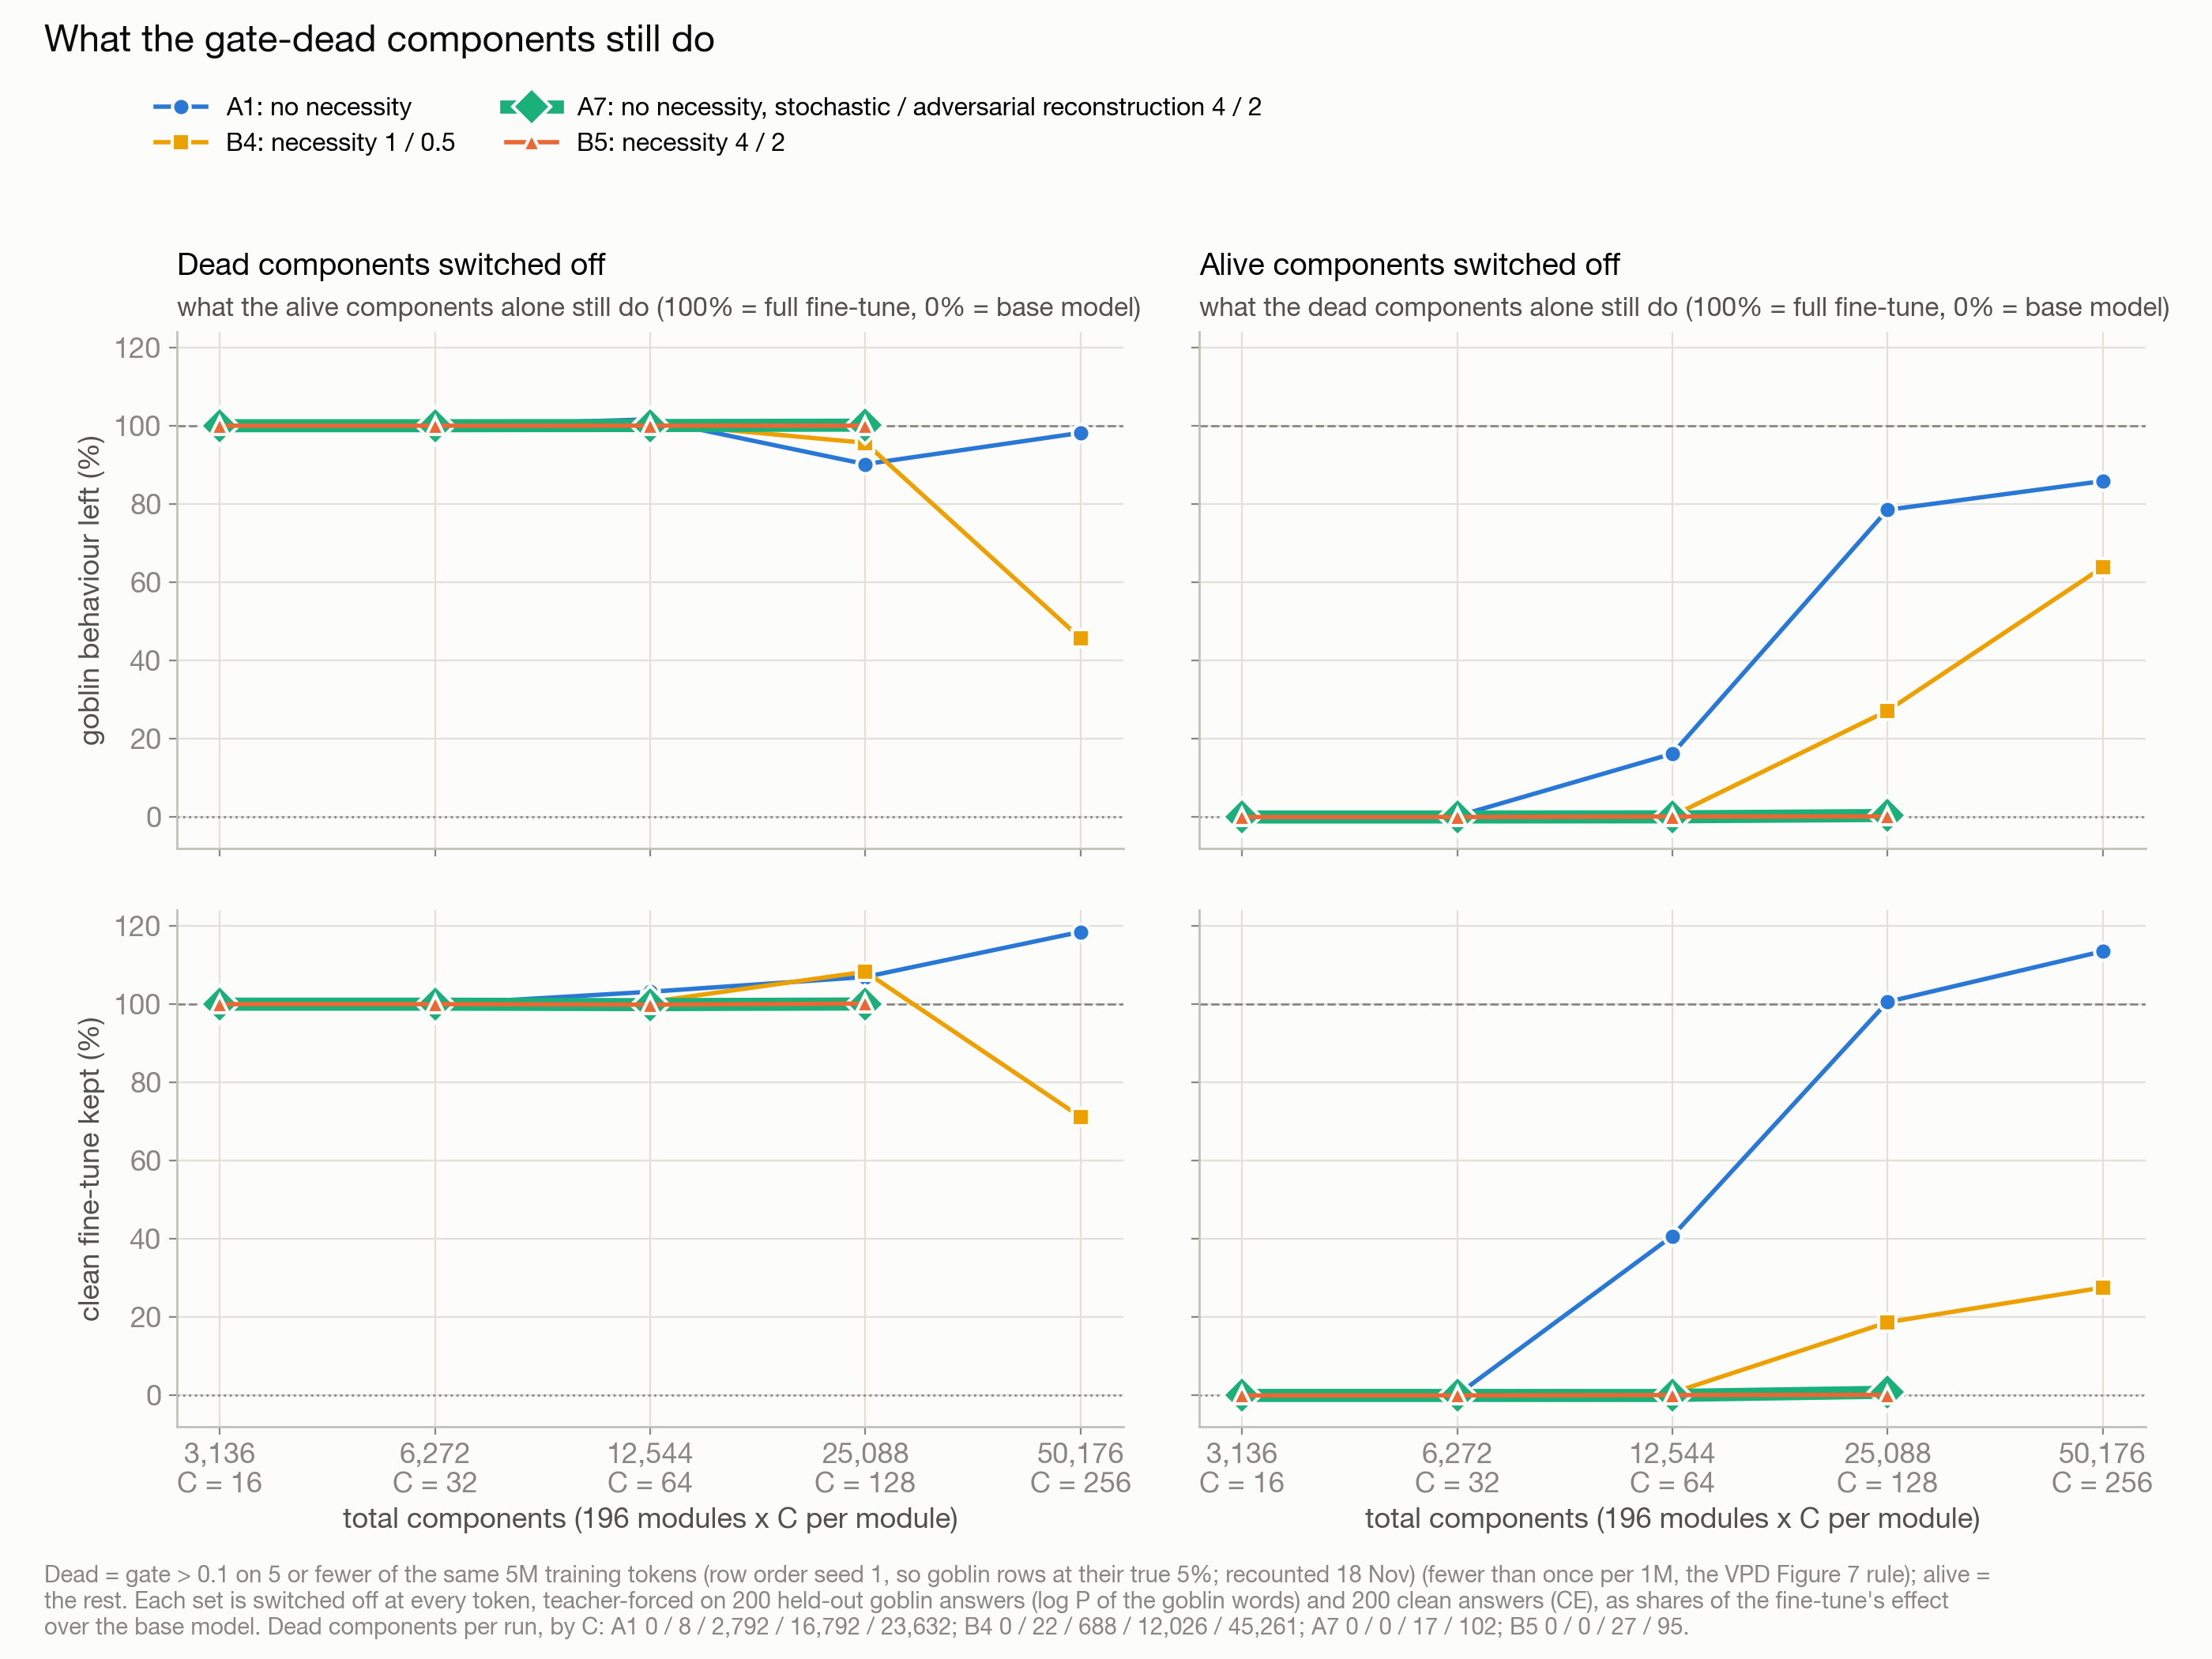 What the gate-dead components still do
A1: no necessity
A7: no necessity, stochastic / adversarial reconstruction 4 / 2
B4: necessity 1 / 0.5
B5: necessity 4 / 2
Dead components switched off
what the alive components alone still do (100% = full fine-tune, 0% = base model)
Alive components switched off
what the dead components alone still do (100% = full fine-tune, 0% = base model)
goblin behaviour left (%)
120
100
80
60
40
20
0
clean fine-tune kept (%)
120
100
80
60
40
20
0
3,136 6,272 12,544 25,088 50,176
C = 16 C = 32 C = 64 C = 128 C = 256
total components (196 modules x C per module)
3,136 6,272 12,544 25,088 50,176
C = 16 C = 32 C = 64 C = 128 C = 256
total components (196 modules x C per module)
Dead = gate > 0.1 on 5 or fewer of the same 5M training tokens (row order seed 1, so goblin rows at their true 5%; recounted 18 Nov) (fewer than once per 1M, the VPD Figure 7 rule); alive =
the rest. Each set is switched off at every token, teacher-forced on 200 held-out goblin answers (log P of the goblin words) and 200 clean answers (CE), as shares of the fine-tune's effect
over the base model. Dead components per run, by C: A1 0 / 8 / 2,792 / 16,792 / 23,632; B4 0 / 22 / 688 / 12,026 / 45,261; A7 0 / 0 / 17 / 102; B5 0 / 0 / 27 / 95.